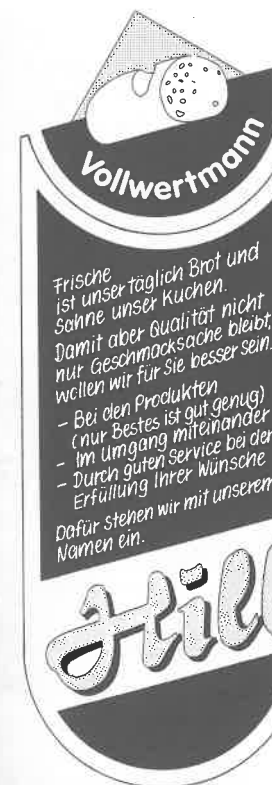 Vollwertmann
Frische
ist unser täglich Brot und
Sahne unser Kuchen.
Damit aber Qualität nicht
nur Geschmacksache bleibt,
wollen wir für Sie besser sein.
- Bei den Produkten
(nur Bestes ist gut genug)
- Im Umgang miteinander
- Durch guten Service bei der
Erfüllung Ihrer Wünsche
Dafür stehen wir mit unserem
Namen ein.